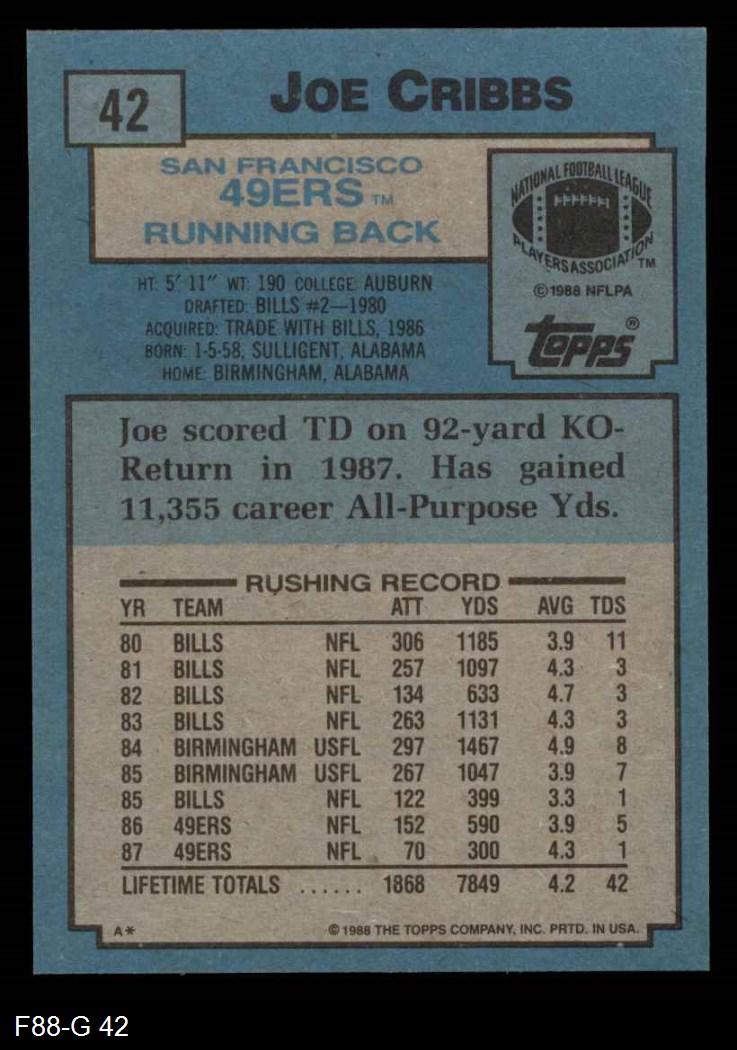 42
JOE CRIBBS
SAN FRANCISCO
49ERS TM
RUNNING BACK
NATIONAL FOOTBALL LEAGUE
PLAYERS ASSOCIATION TM
©1988 NFLPA
TOPPS®
HT: 5' 11" WT: 190 COLLEGE: AUBURN
DRAFTED: BILLS #2—1980
ACQUIRED: TRADE WITH BILLS, 1986
BORN: 1-5-58, SULLIGENT, ALABAMA
HOME: BIRMINGHAM, ALABAMA
Joe scored TD on 92-yard KO-
Return in 1987. Has gained
11,355 career All-Purpose Yds.
RUSHING RECORD
YR TEAM ATT YDS AVG TDS
80 BILLS NFL 306 1185 3.9 11
81 BILLS NFL 257 1097 4.3 3
82 BILLS NFL 134 633 4.7 3
83 BILLS NFL 263 1131 4.3 3
84 BIRMINGHAM USFL 297 1467 4.9 8
85 BIRMINGHAM USFL 267 1047 3.9 7
85 BILLS NFL 122 399 3.3 1
86 49ERS NFL 152 590 3.9 5
87 49ERS NFL 70 300 4.3 1
LIFETIME TOTALS ...... 1868 7849 4.2 42
A* ©1988 THE TOPPS COMPANY, INC. PRTD. IN USA.
F88-G 42